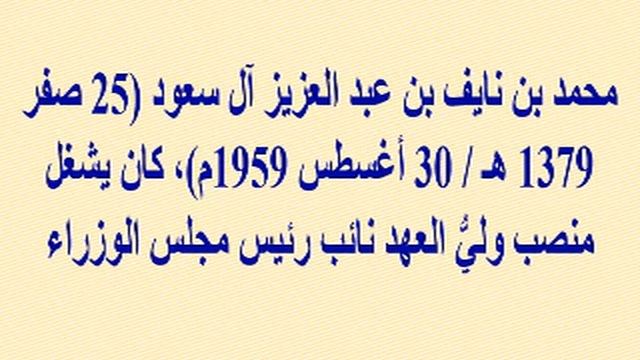 محمد بن نايف بن عبد العزيز آل سعود (25 صفر
1379 هـ / 30 أغسطس 1959م)، كان يشغل
منصب وليُّ العهد نائب رئيس مجلس الوزراء